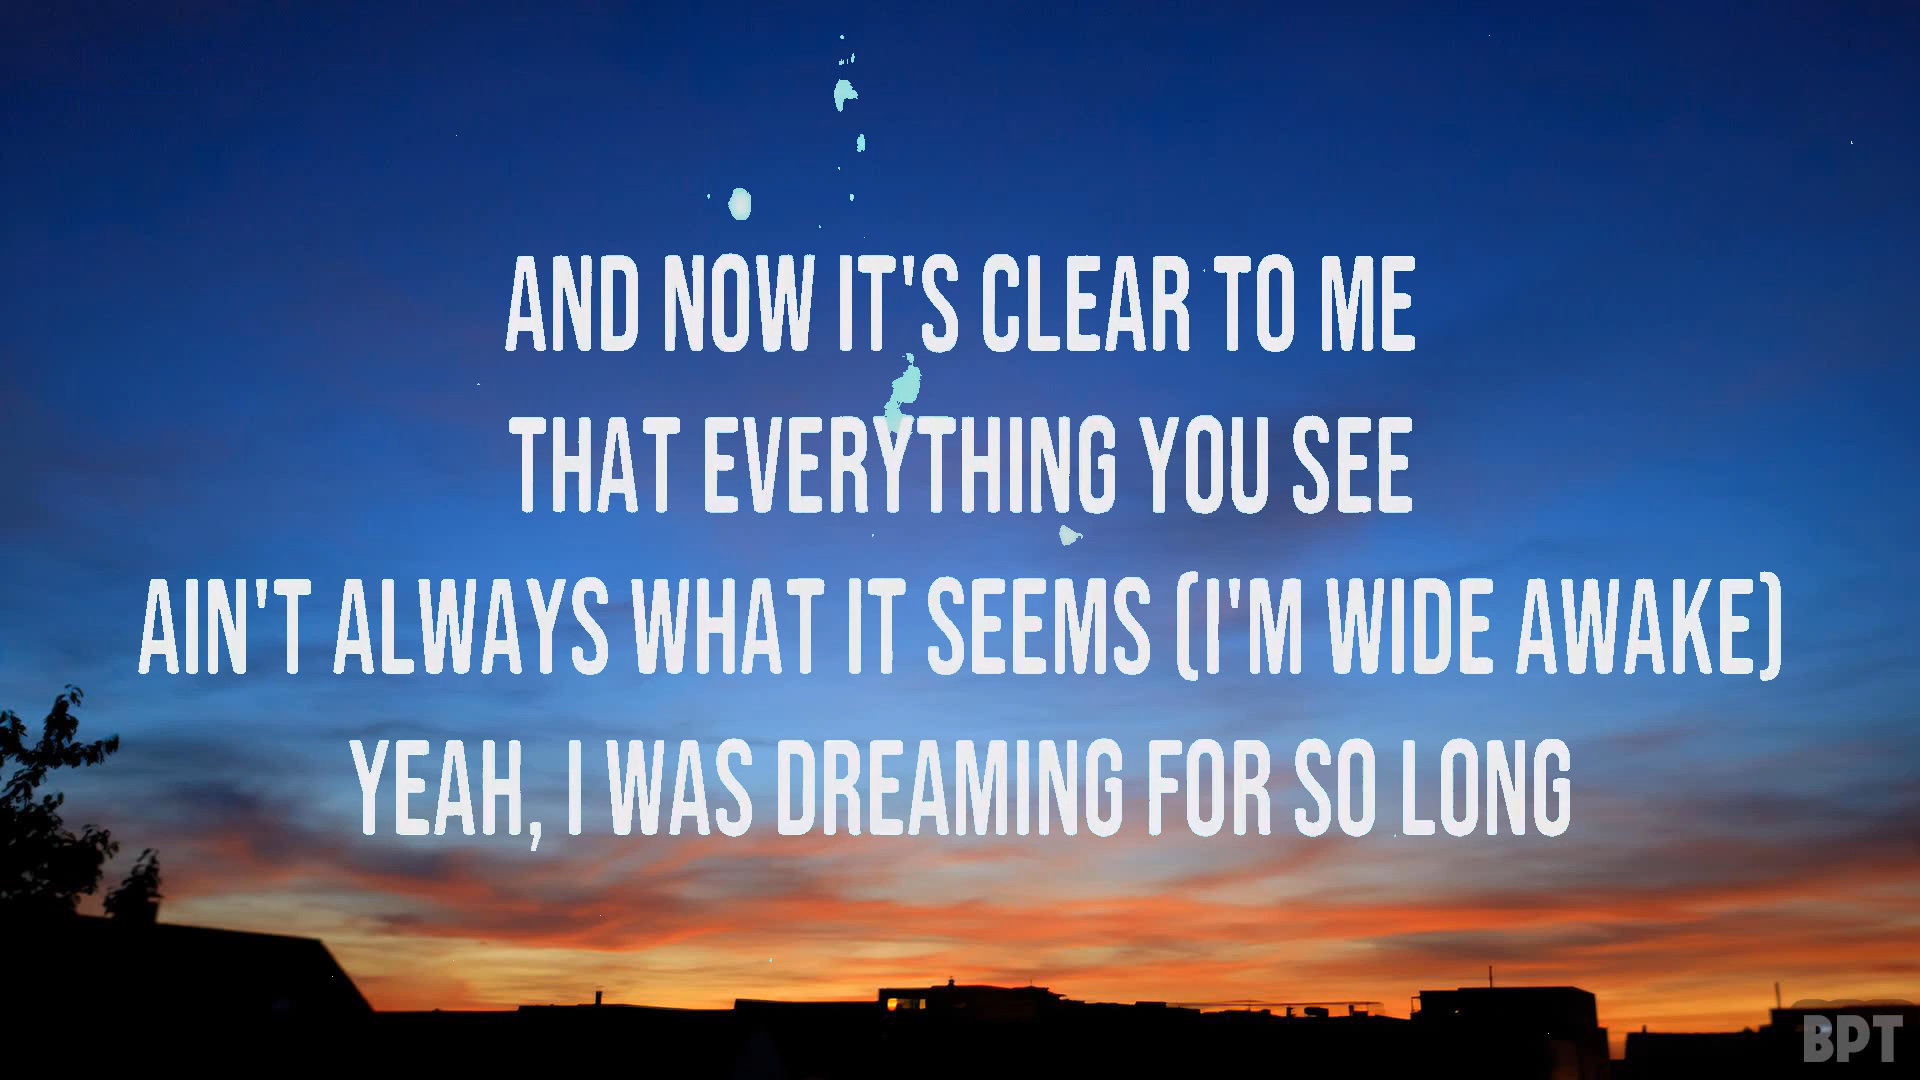 AND NOW IT'S CLEAR TO ME
THAT EVERYTHING YOU SEE
AIN'T ALWAYS WHAT IT SEEMS (I'M WIDE AWAKE)
YEAH, I WAS DREAMING FOR SO LONG
BPT